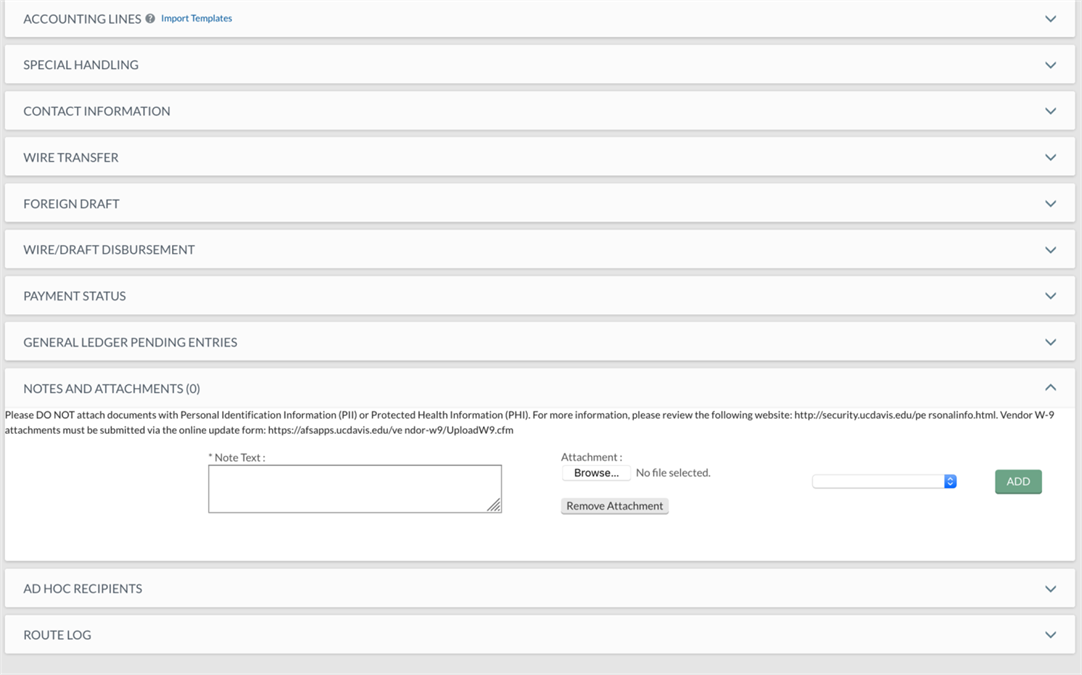 ACCOUNTING LINES ? Import Templates
SPECIAL HANDLING
CONTACT INFORMATION
WIRE TRANSFER
FOREIGN DRAFT
WIRE/DRAFT DISBURSEMENT
PAYMENT STATUS
GENERAL LEDGER PENDING ENTRIES
NOTES AND ATTACHMENTS (0)
Please DO NOT attach documents with Personal Identification Information (PII) or Protected Health Information (PHI). For more information, please review the following website: http://security.ucdavis.edu/pe rsonalinfo.html. Vendor W-9
attachments must be submitted via the online update form: https://afsapps.ucdavis.edu/ve ndor-w9/UploadW9.cfm
* Note Text :
Attachment :
Browse... No file selected.
ADD
Remove Attachment
AD HOC RECIPIENTS
ROUTE LOG